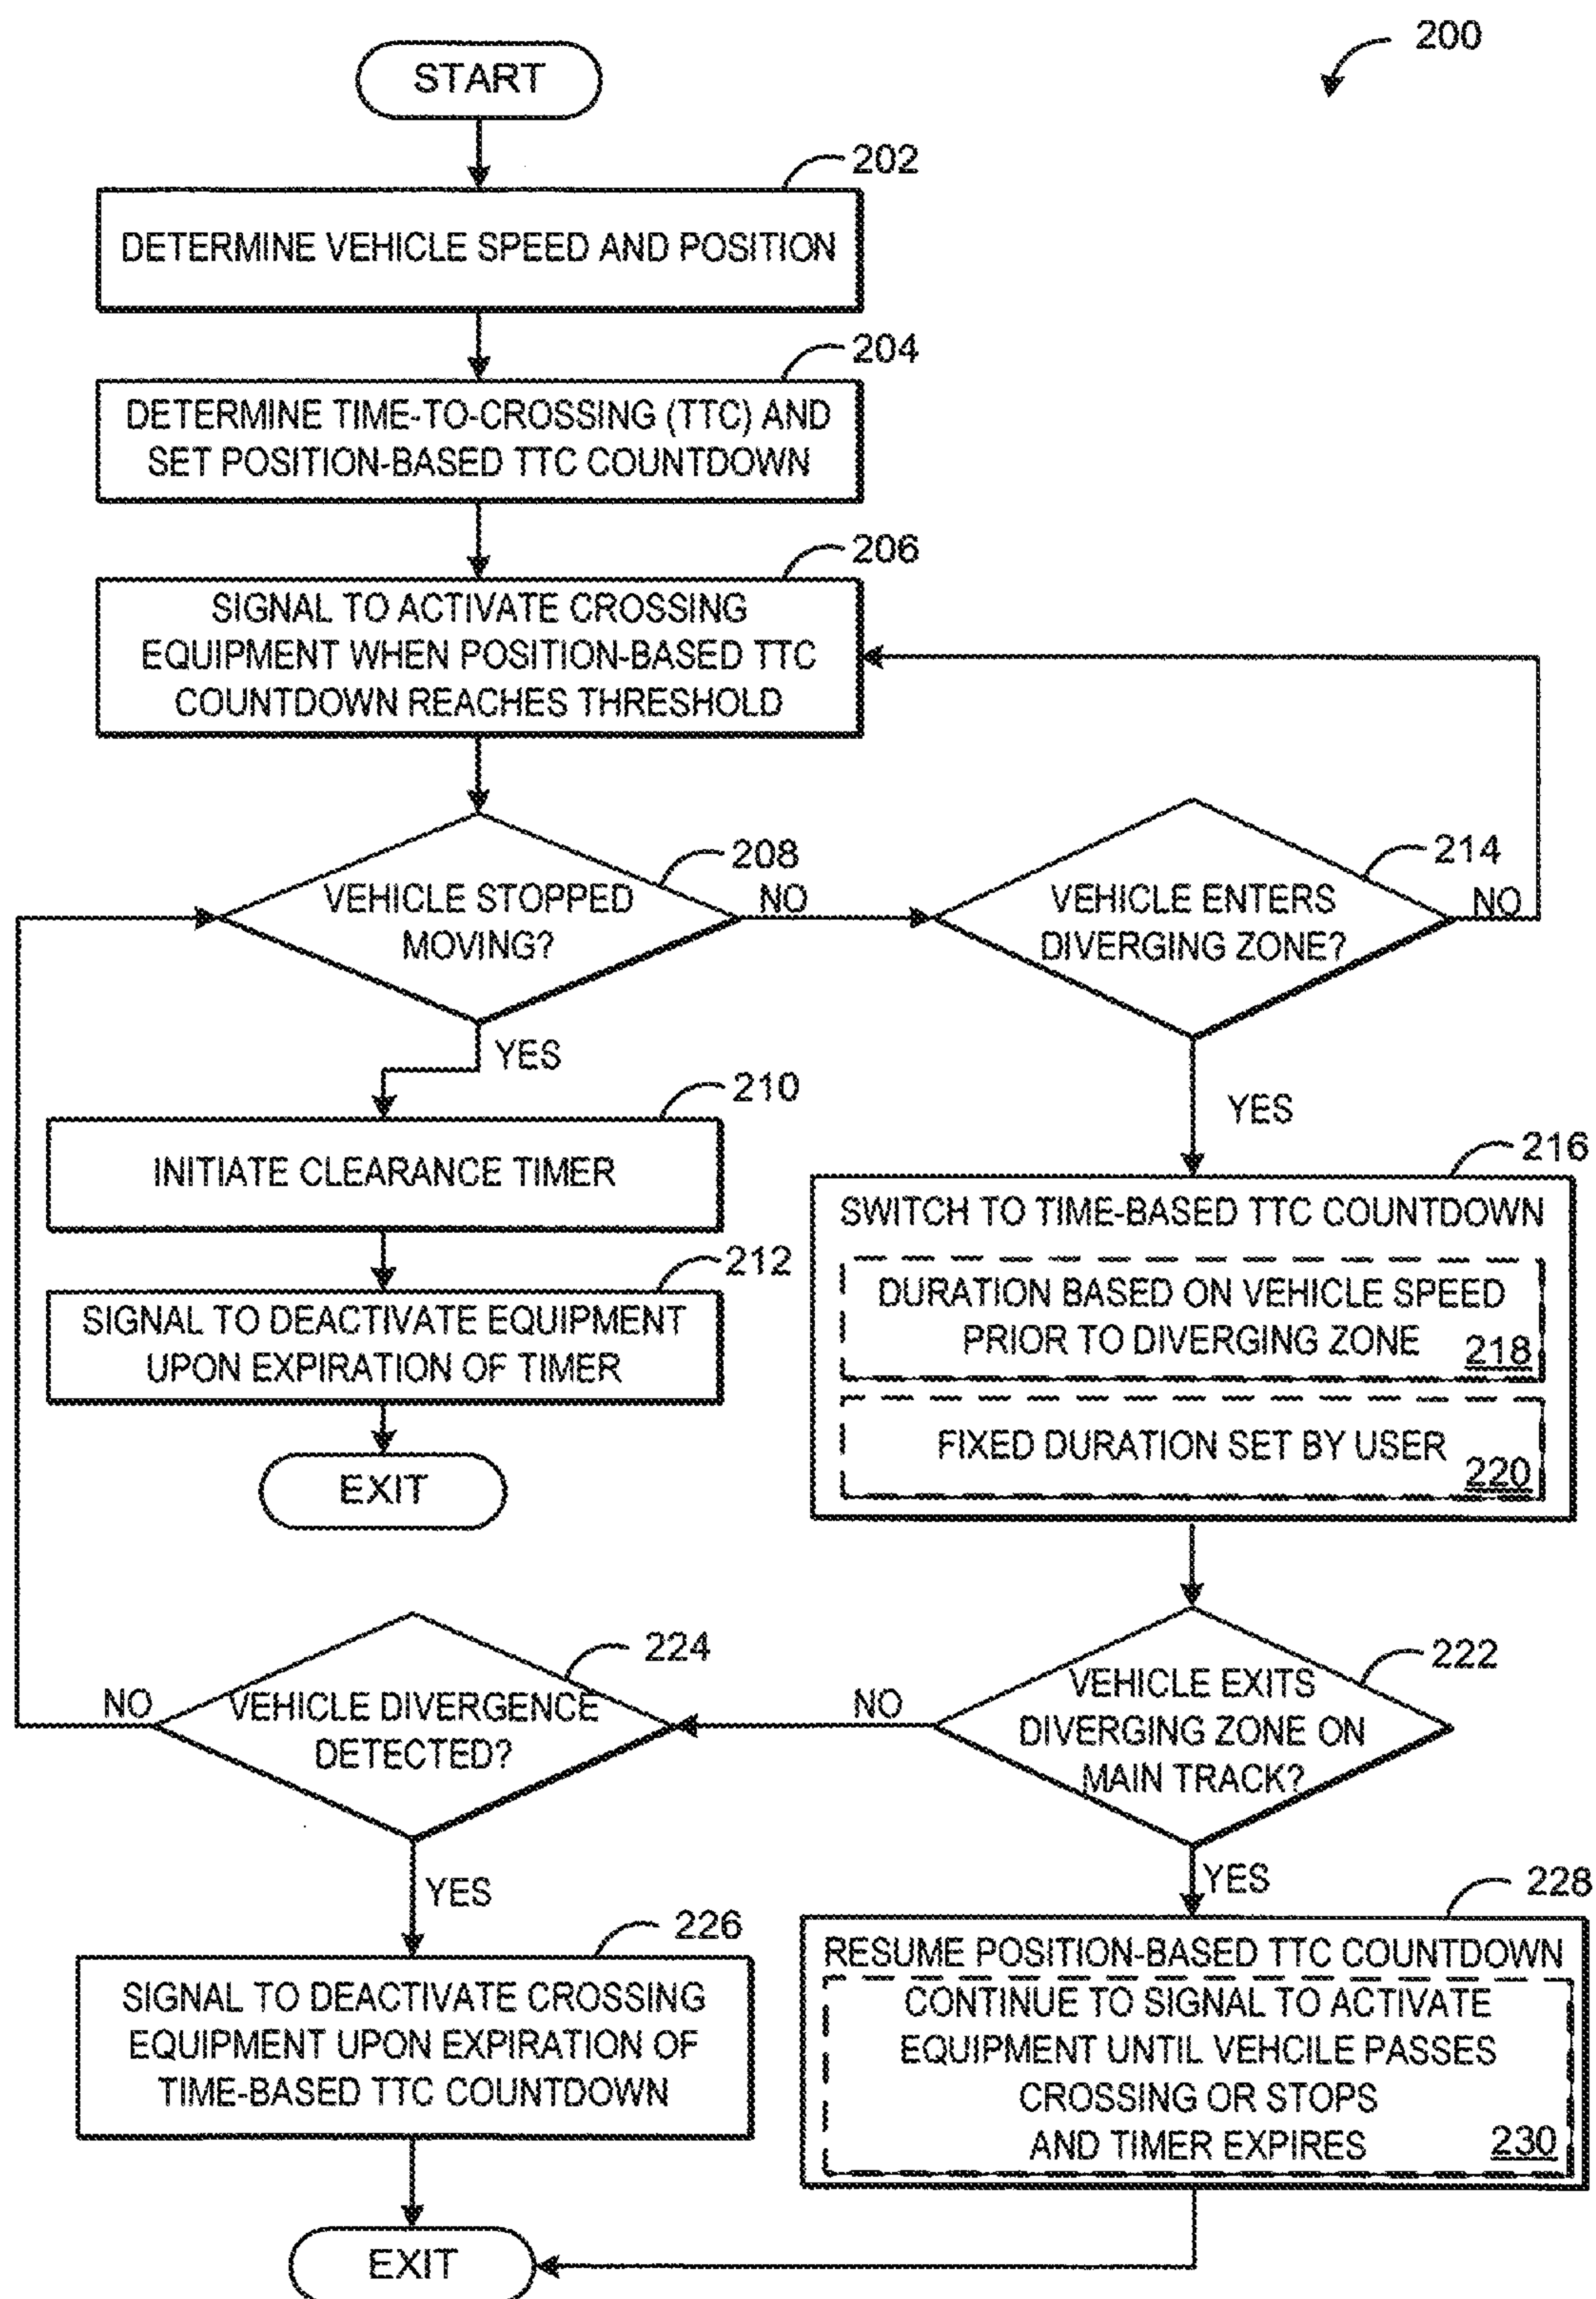 200
START
202
DETERMINE VEHICLE SPEED AND POSITION
204
DETERMINE TIME-TO-CROSSING (TTC) AND
SET POSITION-BASED TTC COUNTDOWN
206
SIGNAL TO ACTIVATE CROSSING
EQUIPMENT WHEN POSITION-BASED TTC
COUNTDOWN REACHES THRESHOLD
208
VEHICLE STOPPED
MOVING?
NO
214
VEHICLE ENTERS
DIVERGING ZONE?
NO
YES
210
INITIATE CLEARANCE TIMER
212
SIGNAL TO DEACTIVATE EQUIPMENT
UPON EXPIRATION OF TIMER
EXIT
YES
216
SWITCH TO TIME-BASED TTC COUNTDOWN
DURATION BASED ON VEHICLE SPEED
PRIOR TO DIVERGING ZONE 218
FIXED DURATION SET BY USER
220
222
VEHICLE EXITS
DIVERGING ZONE ON
MAIN TRACK?
NO
224
VEHICLE DIVERGENCE
DETECTED?
NO
YES
226
SIGNAL TO DEACTIVATE CROSSING
EQUIPMENT UPON EXPIRATION OF
TIME-BASED TTC COUNTDOWN
YES
228
RESUME POSITION-BASED TTC COUNTDOWN
CONTINUE TO SIGNAL TO ACTIVATE
EQUIPMENT UNTIL VEHCILE PASSES
CROSSING OR STOPS
AND TIMER EXPIRES 230
EXIT